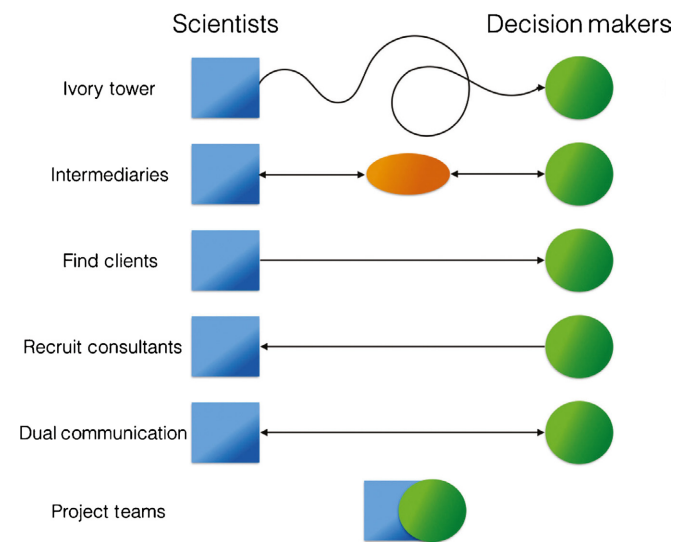 Scientists
Decision makers
Ivory tower
Intermediaries
Find clients
Recruit consultants
Dual communication
Project teams